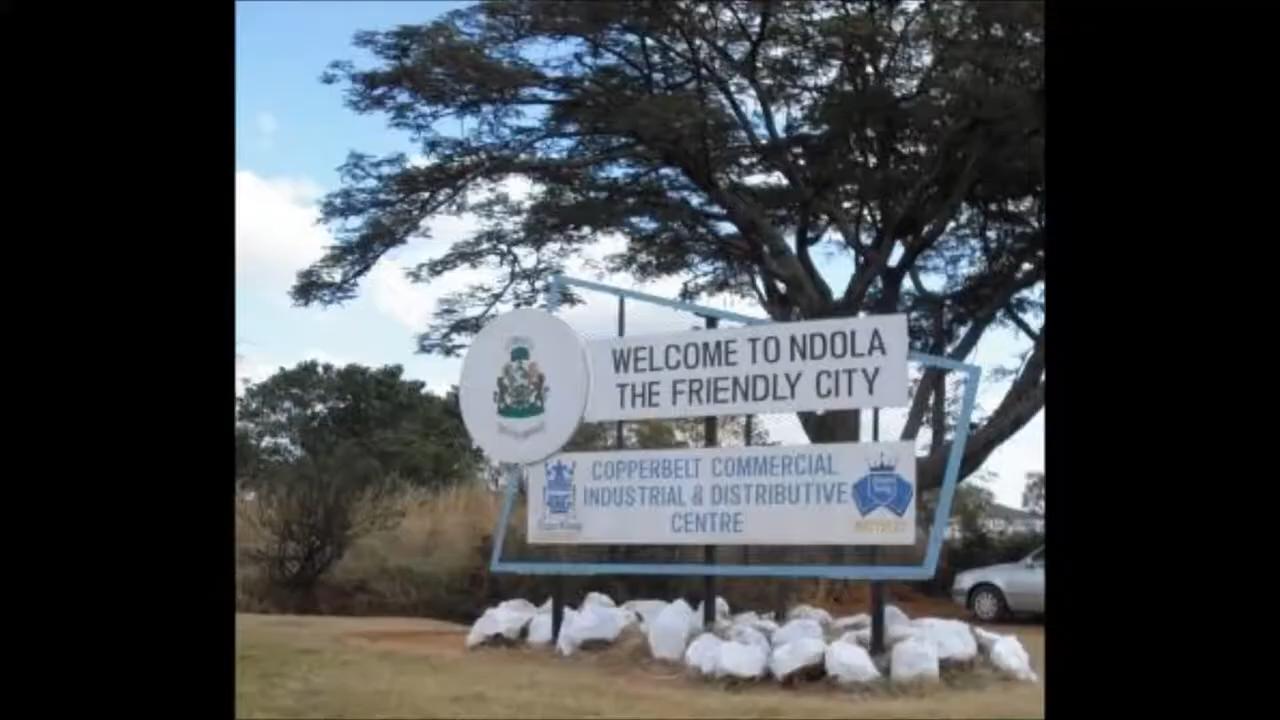 WELCOME TO NDOLA
THE FRIENDLY CITY
COPPERBELT COMMERCIAL
INDUSTRIAL & DISTRIBUTIVE
CENTRE